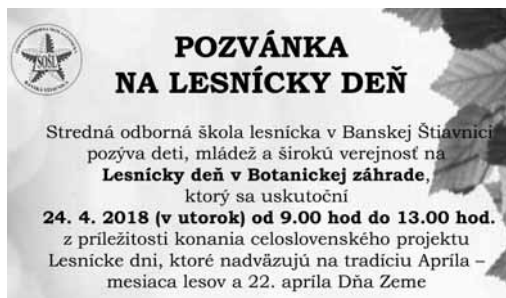 SOŠL
POZVÁNKA
NA LESNÍCKY DEŇ
Stredná odborná škola lesnícka v Banskej Štiavnici
pozýva deti, mládež a širokú verejnosť na
Lesnícky deň v Botanickej záhrade,
ktorý sa uskutoční
24. 4. 2018 (v utorok) od 9.00 hod do 13.00 hod.
z príležitosti konania celoslovenského projektu
Lesnícke dni, ktoré nadväzujú na tradíciu Apríla –
mesiaca lesov a 22. apríla Dňa Zeme